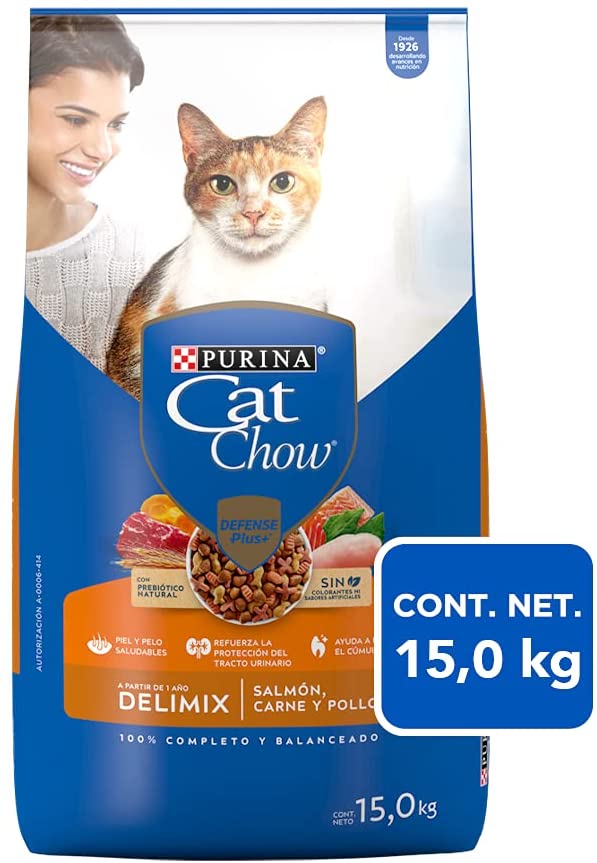 Desde
1926
desarrollando
avances en
nutrición
PURINA®
Cat
Chow®
DEFENSE
Plus+
CON
PREBIÓTICO
NATURAL
SIN
COLORANTES NI
SABORES ARTIFICIALES
PIEL Y PELO
SALUDABLES
REFUERZA LA
PROTECCIÓN DEL
TRACTO URINARIO
AYUDA A
EL CÚMU
A PARTIR DE 1 AÑO
DELIMIX
SALMÓN,
CARNE Y POLLO
100% COMPLETO Y BALANCEADO
CONT.
NETO
15,0kg
AUTORIZACIÓN A-0006-414
CONT. NET.
15,0 kg